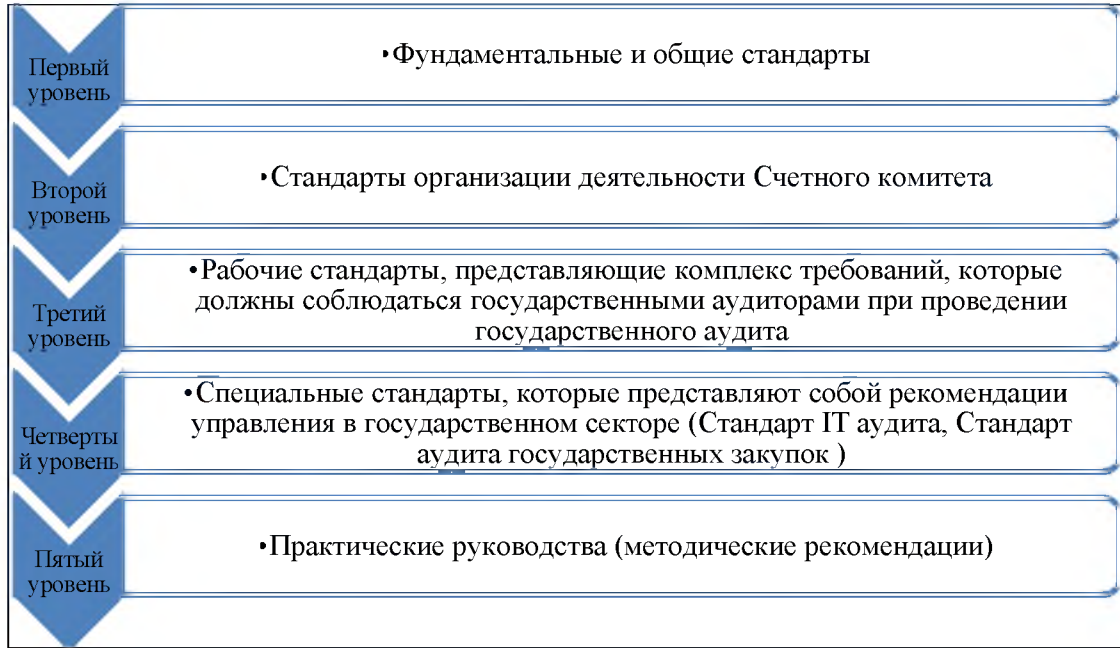 Первый
уровень
•Фундаментальные и общие стандарты
Второй
уровень
•Стандарты организации деятельности Счетного комитета
Третий
уровень
•Рабочие стандарты, представляющие комплекс требований, которые
должны соблюдаться государственными аудиторами при проведении
государственного аудита
Четверты
й уровень
•Специальные стандарты, которые представляют собой рекомендации
управления в государственном секторе (Стандарт IT аудита, Стандарт
аудита государственных закупок )
Пятый
уровень
•Практические руководства (методические рекомендации)